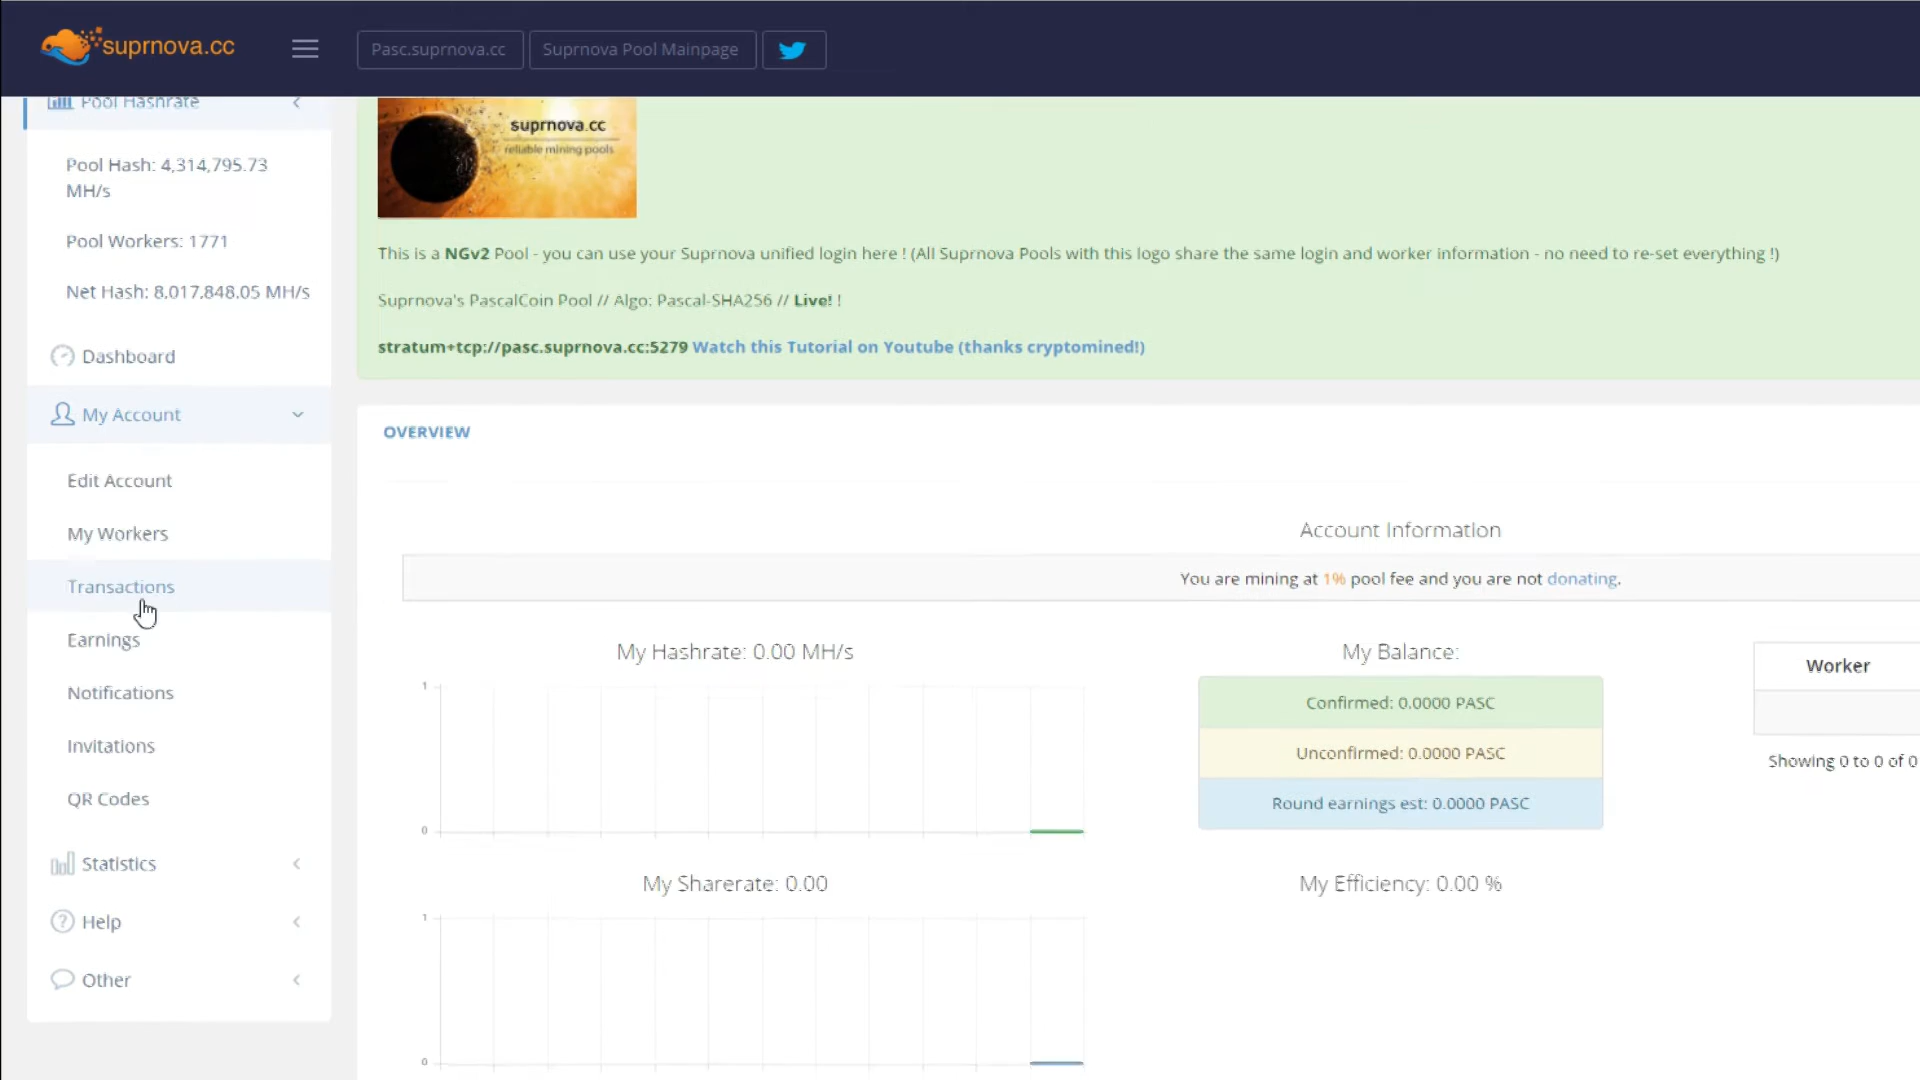 suprnova.cc
Pasc.suprnova.cc
Suprnova Pool Mainpage
Pool Hashrate
Pool Hash: 4,314,795.73
MH/s
Pool Workers: 1771
Net Hash: 8,017,848.05 MH/s
Dashboard
My Account
Edit Account
My Workers
Transactions
Earnings
Notifications
Invitations
QR Codes
Statistics
Help
Other
suprnova.cc
reliable mining pools
This is a NGv2 Pool - you can use your Suprnova unified login here ! (All Suprnova Pools with this logo share the same login and worker information - no need to re-set everything !)
Suprnova's PascalCoin Pool // Algo: Pascal-SHA256 // Live! !
stratum+tcp://pasc.suprnova.cc:5279 Watch this Tutorial on Youtube (thanks cryptomined!)
OVERVIEW
Account Information
You are mining at 1% pool fee and you are not donating.
My Hashrate: 0.00 MH/s
1
0
My Balance:
Confirmed: 0.0000 PASC
Unconfirmed: 0.0000 PASC
Round earnings est: 0.0000 PASC
Worker
Showing 0 to 0 of 0
My Sharerate: 0.00
1
0
My Efficiency: 0.00 %